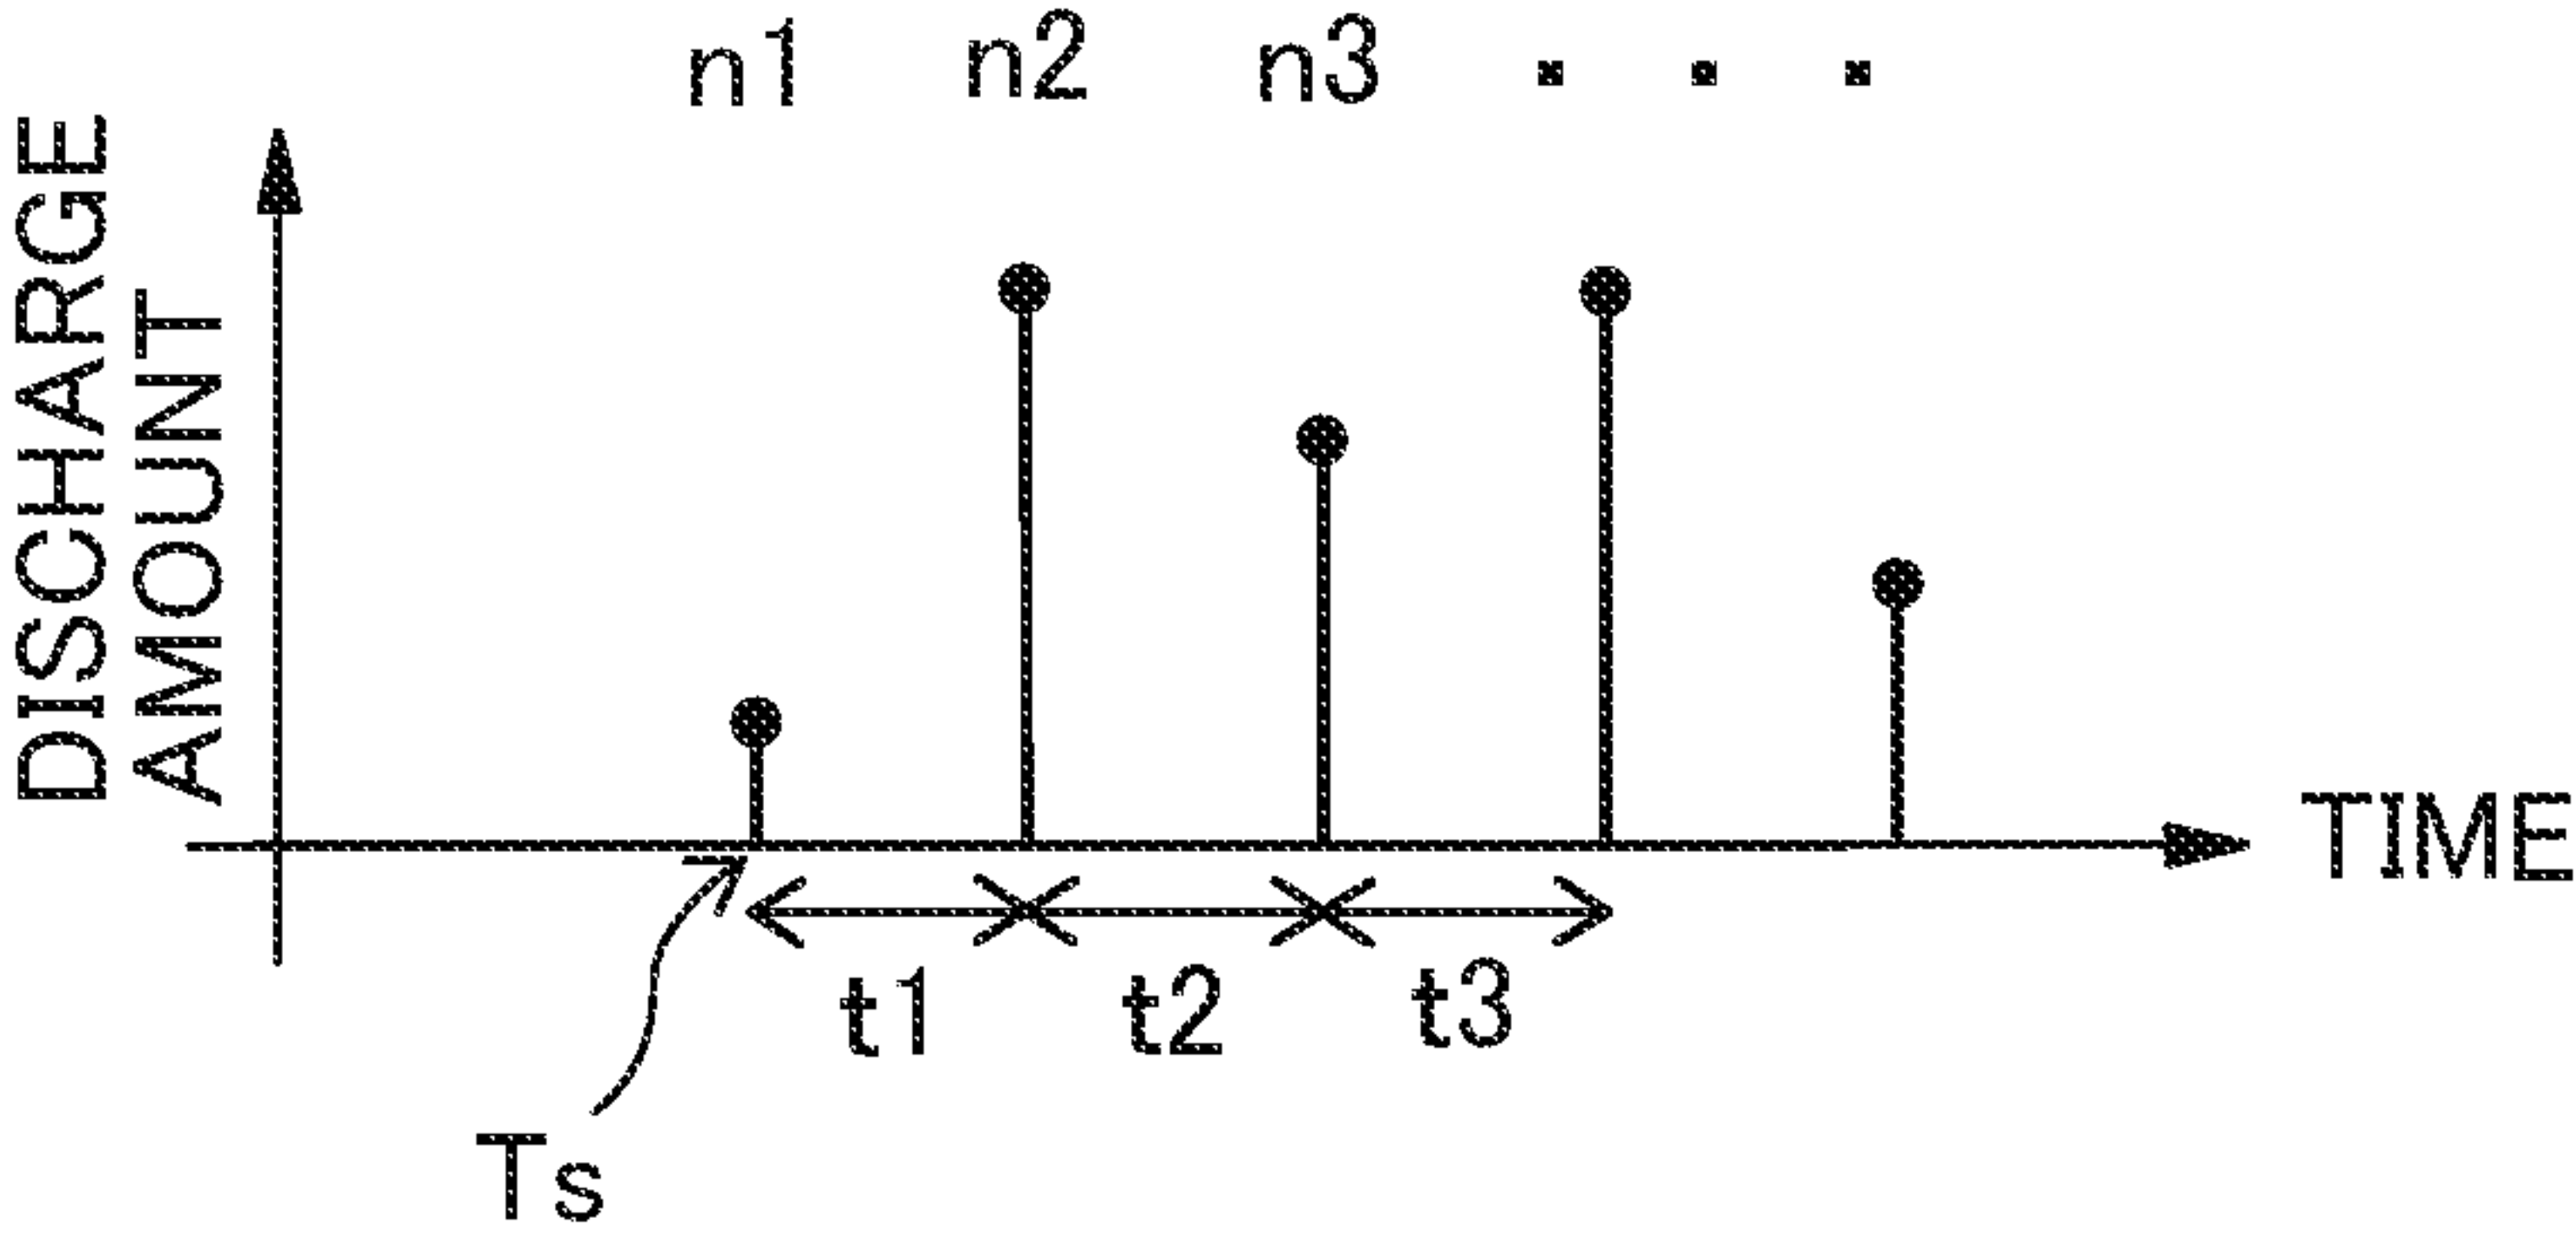 n1 n2 n3 . . .
DISCHARGE
AMOUNT
TIME
t1 t2 t3
Ts